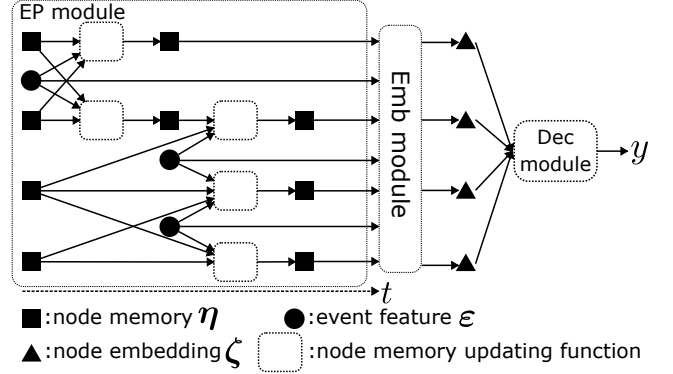 EP module
Emb module
Dec
module
y
t
:node memory η
:event feature ε
:node embedding ζ
:node memory updating function